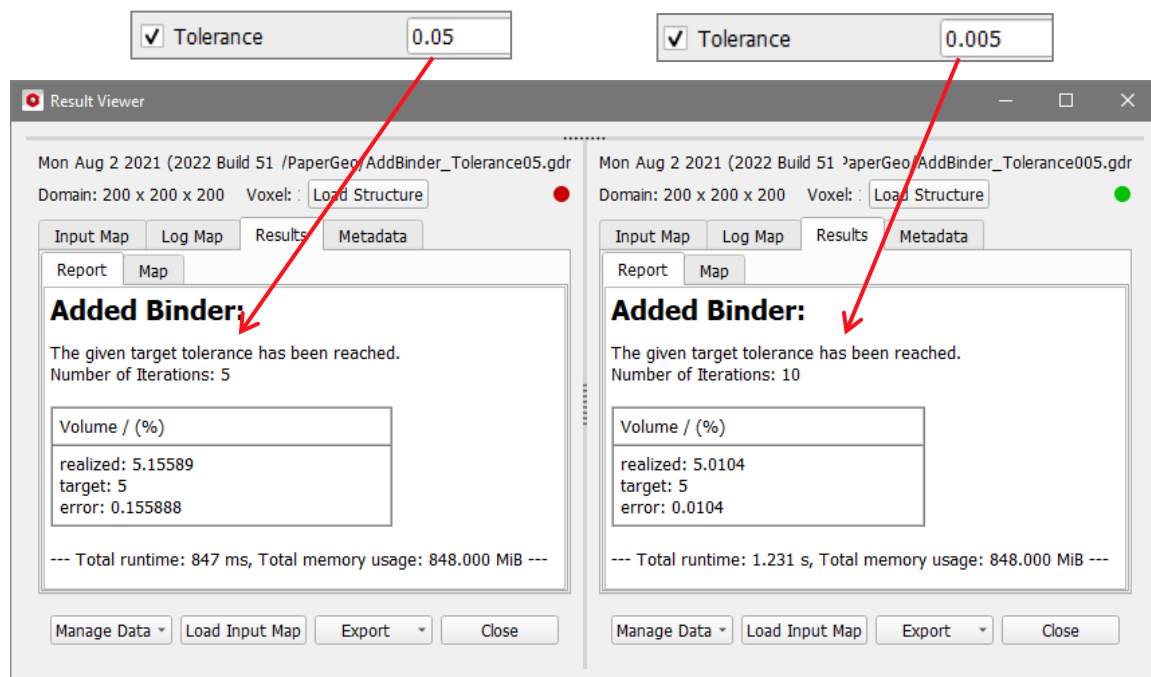 Tolerance 0.05
Tolerance 0.005
Result Viewer
Mon Aug 2 2021 (2022 Build 51 /PaperGeo/AddBinder_Tolerance05.gdr
Domain: 200 x 200 x 200 Voxel: Load Structure
Input Map Log Map Results Metadata
Report Map
Added Binder:
The given target tolerance has been reached.
Number of Iterations: 5
Volume / (%)
realized: 5.15589
target: 5
error: 0.155888
--- Total runtime: 847 ms, Total memory usage: 848.000 MiB ---
Manage Data Load Input Map Export Close
Mon Aug 2 2021 (2022 Build 51 PaperGeo/AddBinder_Tolerance005.gdr
Domain: 200 x 200 x 200 Voxel: Load Structure
Input Map Log Map Results Metadata
Report Map
Added Binder:
The given target tolerance has been reached.
Number of Iterations: 10
Volume / (%)
realized: 5.0104
target: 5
error: 0.0104
--- Total runtime: 1.231 s, Total memory usage: 848.000 MiB ---
Manage Data Load Input Map Export Close